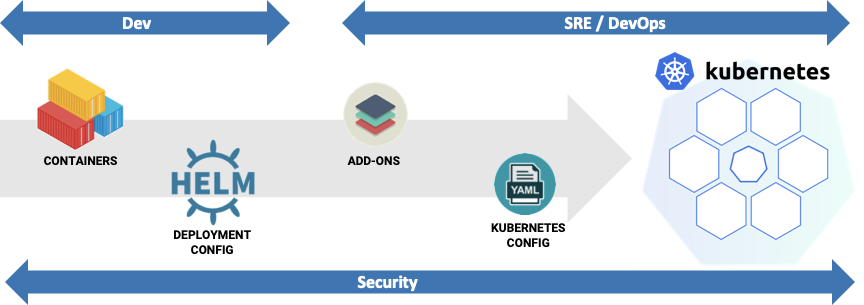 Dev
SRE / DevOps
kubernetes
CONTAINERS
HELM
DEPLOYMENT
CONFIG
ADD-ONS
YAML
KUBERNETES
CONFIG
Security